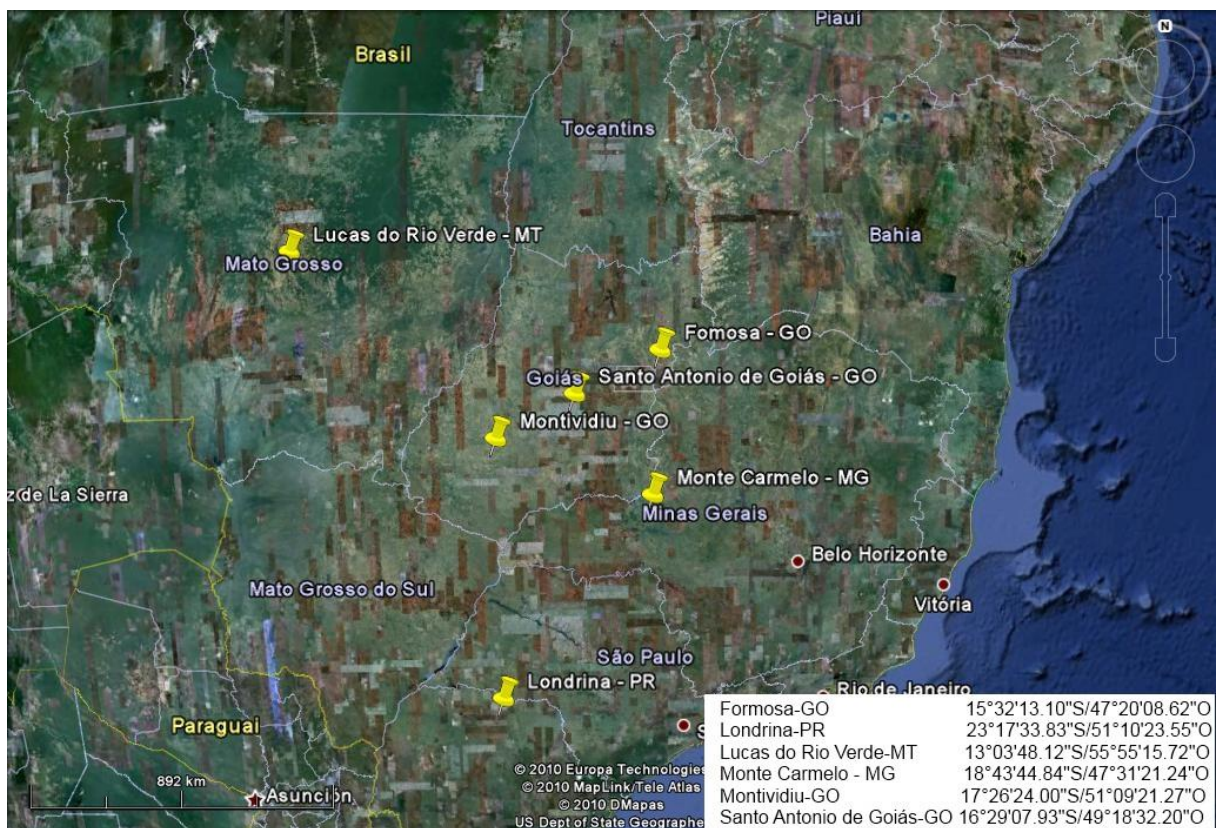 Piauí
N
Brasil
Tocantins
Lucas do Rio Verde - MT
Bahia
Mato Grosso
Fomosa - GO
Goiás
Santo Antonio de Goiás - GO
Montividiu - GO
Monte Carmelo - MG
z de La Sierra
Minas Gerais
Belo Horizonte
Mato Grosso do Sul
Vitória
São Paulo
Londrina - PR
Rio de Janeiro
Paraguai
S
892 km
Asunción
© 2010 Europa Technologies
© 2010 MapLink/Tele Atlas
© 2010 DMapas
US Dept of State Geographe
Formosa-GO 15°32'13.10"S/47°20'08.62"O
Londrina-PR 23°17'33.83"S/51°10'23.55"O
Lucas do Rio Verde-MT 13°03'48.12"S/55°55'15.72"O
Monte Carmelo - MG 18°43'44.84"S/47°31'21.24"O
Montividiu-GO 17°26'24.00"S/51°09'21.27"O
Santo Antonio de Goiás-GO 16°29'07.93"S/49°18'32.20"O